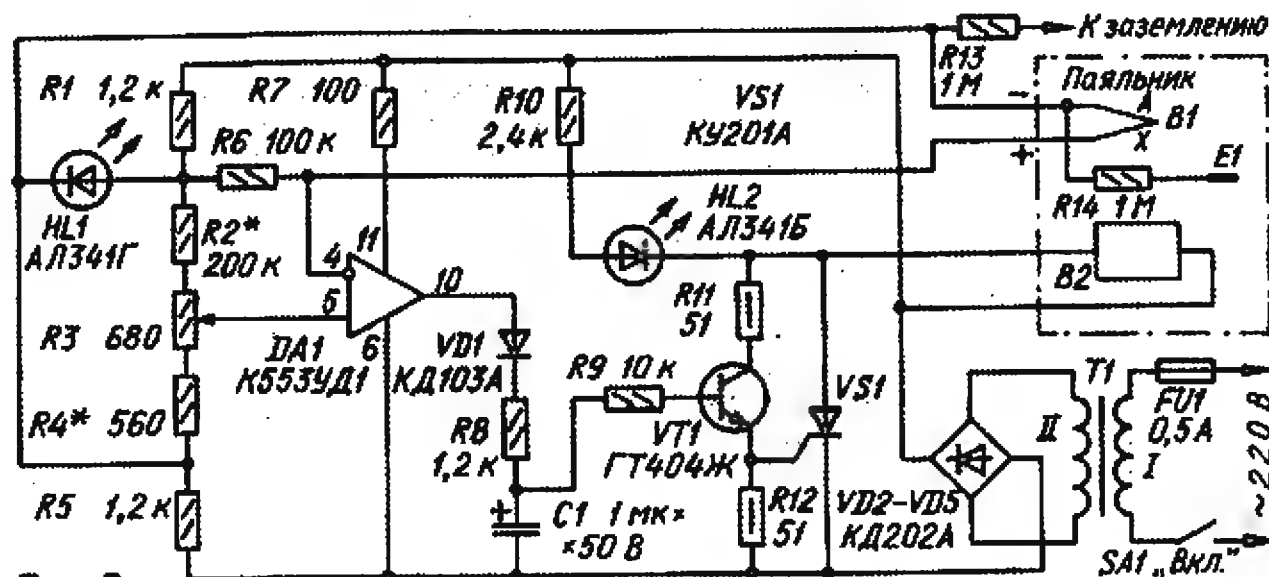 К заземлению
R13
1 М
Паяльник
А
В1
Х
E1
R14 1 М
В2
R1 1,2 к
R7 100
R10
2,4 к
VS1
КУ201А
R6 100 к
HL1
АЛ341Г
R2*
200 к
HL2
АЛ341Б
4
11
5
10
6
R3 680
DA1
К553УД1
VD1
КД103А
R11
51
R9 10 к
VS1
R4* 560
R8
1,2 к
VT1
ГТ404Ж
R5 1,2 к
+
C1 1 мк ×
×50 В
R12
51
VD2-VD5
КД202А
II
T1
I
FU1
0,5 А
~220 В
SA1 „Вкл."
-
+